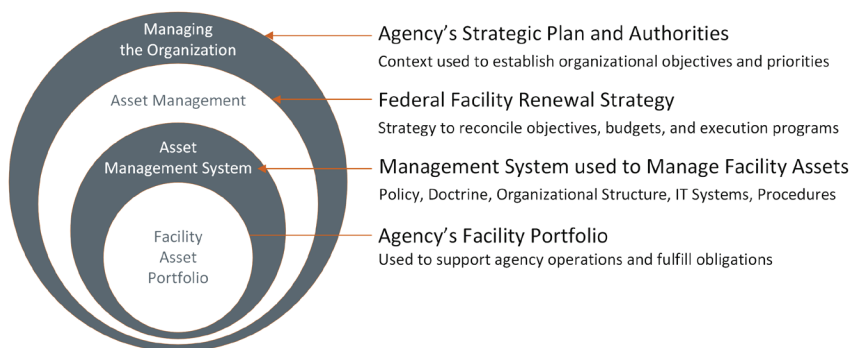 Managing
the Organization
Asset Management
Asset
Management System
Facility
Asset
Portfolio
Agency's Strategic Plan and Authorities
Context used to establish organizational objectives and priorities
Federal Facility Renewal Strategy
Strategy to reconcile objectives, budgets, and execution programs
Management System used to Manage Facility Assets
Policy, Doctrine, Organizational Structure, IT Systems, Procedures
Agency's Facility Portfolio
Used to support agency operations and fulfill obligations